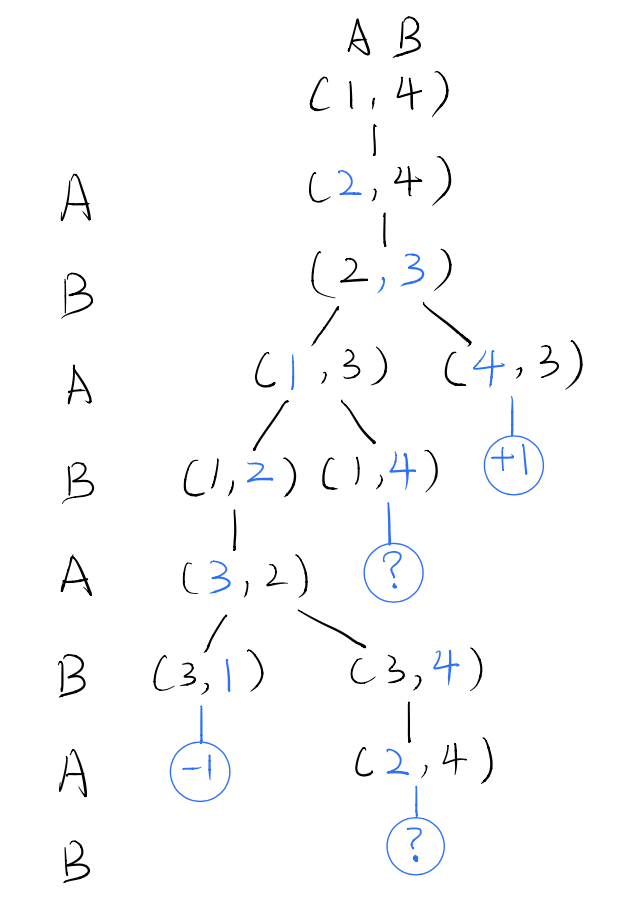 A B
(1,4)
A (2,4)
B (2,3)
A (1,3) (4,3)
B (1,2) (1,4) +1
A (3,2) ?
B (3,1) (3,4)
A -1 (2,4)
B ?